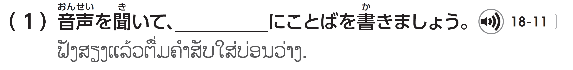 （1）音声を聞いて、＿＿＿＿＿にことばを書きましょう。 18-11
ຟັງສຽງແລ້ວຕື່ມຄຳສັບໃສ່ບ່ອນວ່າງ.